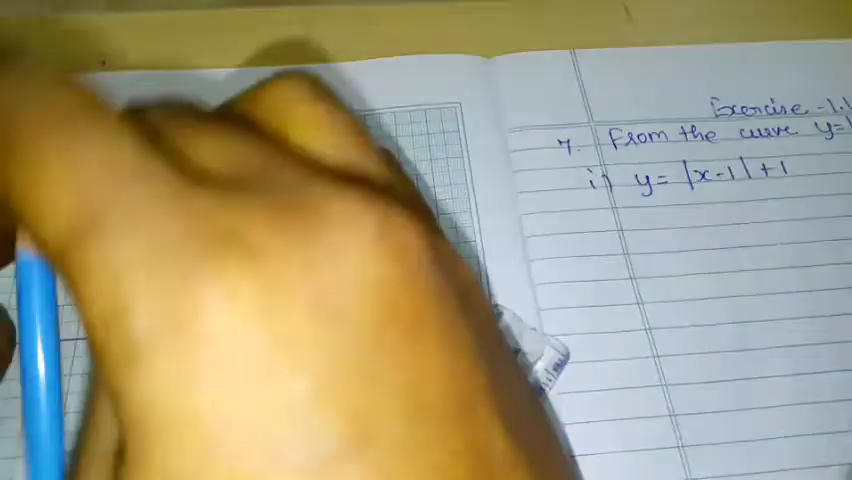 Exercise - 1.1
7. From the curve y=
i) y = |x-1| +1